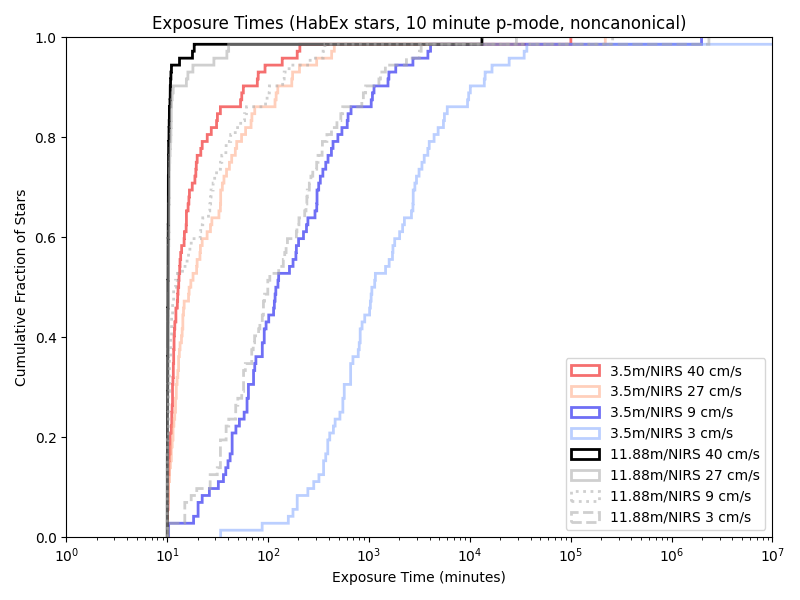 Exposure Times (HabEx stars, 10 minute p-mode, noncanonical)
1.0
0.8
0.6
0.4
0.2
0.0
Cumulative Fraction of Stars
3.5m/NIRS 40 cm/s
3.5m/NIRS 27 cm/s
3.5m/NIRS 9 cm/s
3.5m/NIRS 3 cm/s
11.88m/NIRS 40 cm/s
11.88m/NIRS 27 cm/s
11.88m/NIRS 9 cm/s
11.88m/NIRS 3 cm/s
10⁰ 10¹ 10² 10³ 10⁴ 10⁵ 10⁶ 10⁷
Exposure Time (minutes)